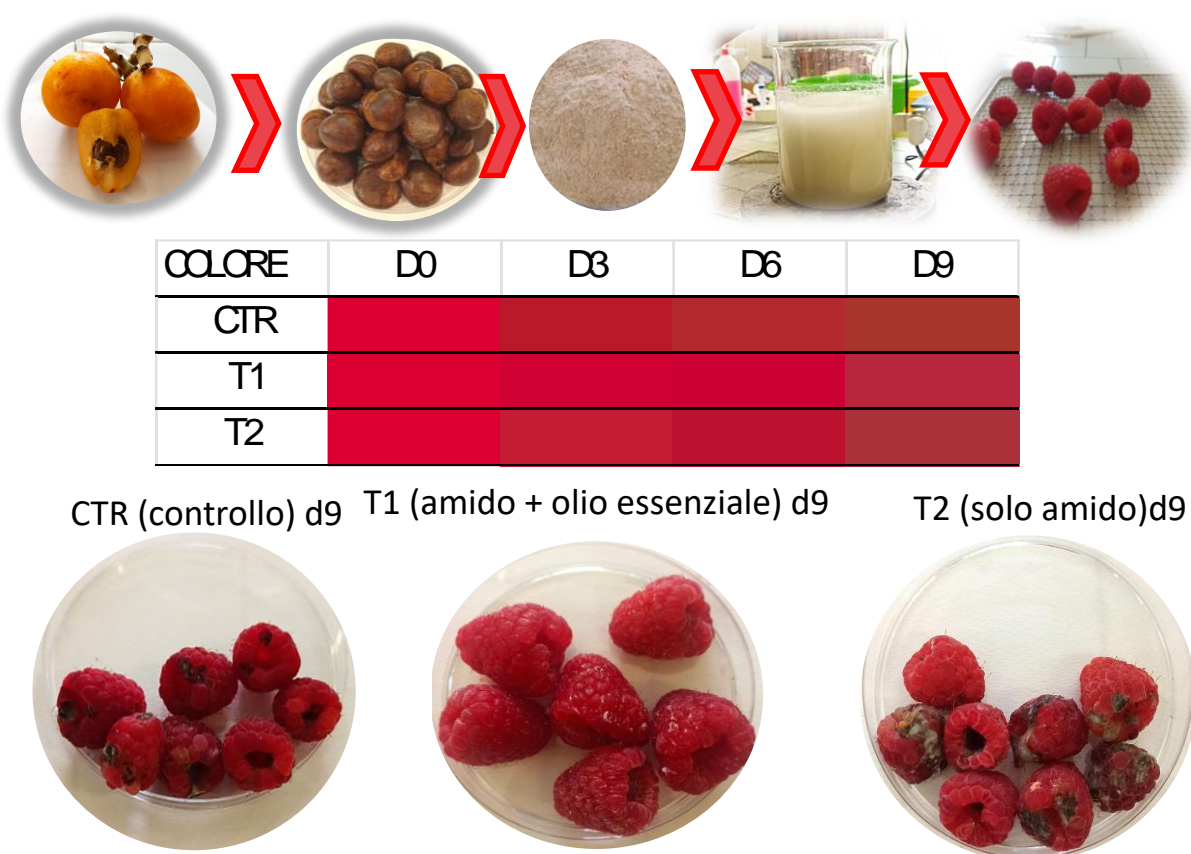 COLORE D0 D3 D6 D9
CTR
T1
T2
CTR (controllo) d9 T1 (amido + olio essenziale) d9 T2 (solo amido)d9